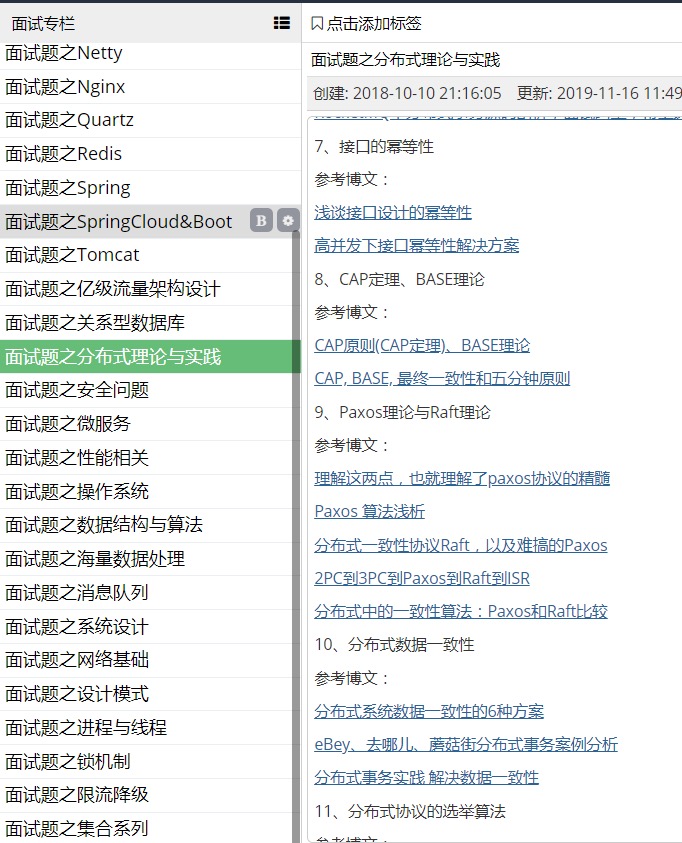 面试专栏
面试题之Netty
面试题之Nginx
面试题之Quartz
面试题之Redis
面试题之Spring
面试题之SpringCloud&Boot B
面试题之Tomcat
面试题之亿级流量架构设计
面试题之关系型数据库
面试题之分布式理论与实践
面试题之安全问题
面试题之微服务
面试题之性能相关
面试题之操作系统
面试题之数据结构与算法
面试题之海量数据处理
面试题之消息队列
面试题之系统设计
面试题之网络基础
面试题之设计模式
面试题之进程与线程
面试题之锁机制
面试题之限流降级
面试题之集合系列
点击添加标签
面试题之分布式理论与实践
创建: 2018-10-10 21:16:05 更新: 2019-11-16 11:49
7、接口的幂等性
参考博文：
浅谈接口设计的幂等性
高并发下接口幂等性解决方案
8、CAP定理、BASE理论
参考博文：
CAP原则(CAP定理)、BASE理论
CAP, BASE, 最终一致性和五分钟原则
9、Paxos理论与Raft理论
参考博文：
理解这两点，也就理解了paxos协议的精髓
Paxos 算法浅析
分布式一致性协议Raft，以及难搞的Paxos
2PC到3PC到Paxos到Raft到ISR
分布式中的一致性算法：Paxos和Raft比较
10、分布式数据一致性
参考博文：
分布式系统数据一致性的6种方案
eBey、去哪儿、蘑菇街分布式事务案例分析
分布式事务实践 解决数据一致性
11、分布式协议的选举算法
参考博文：